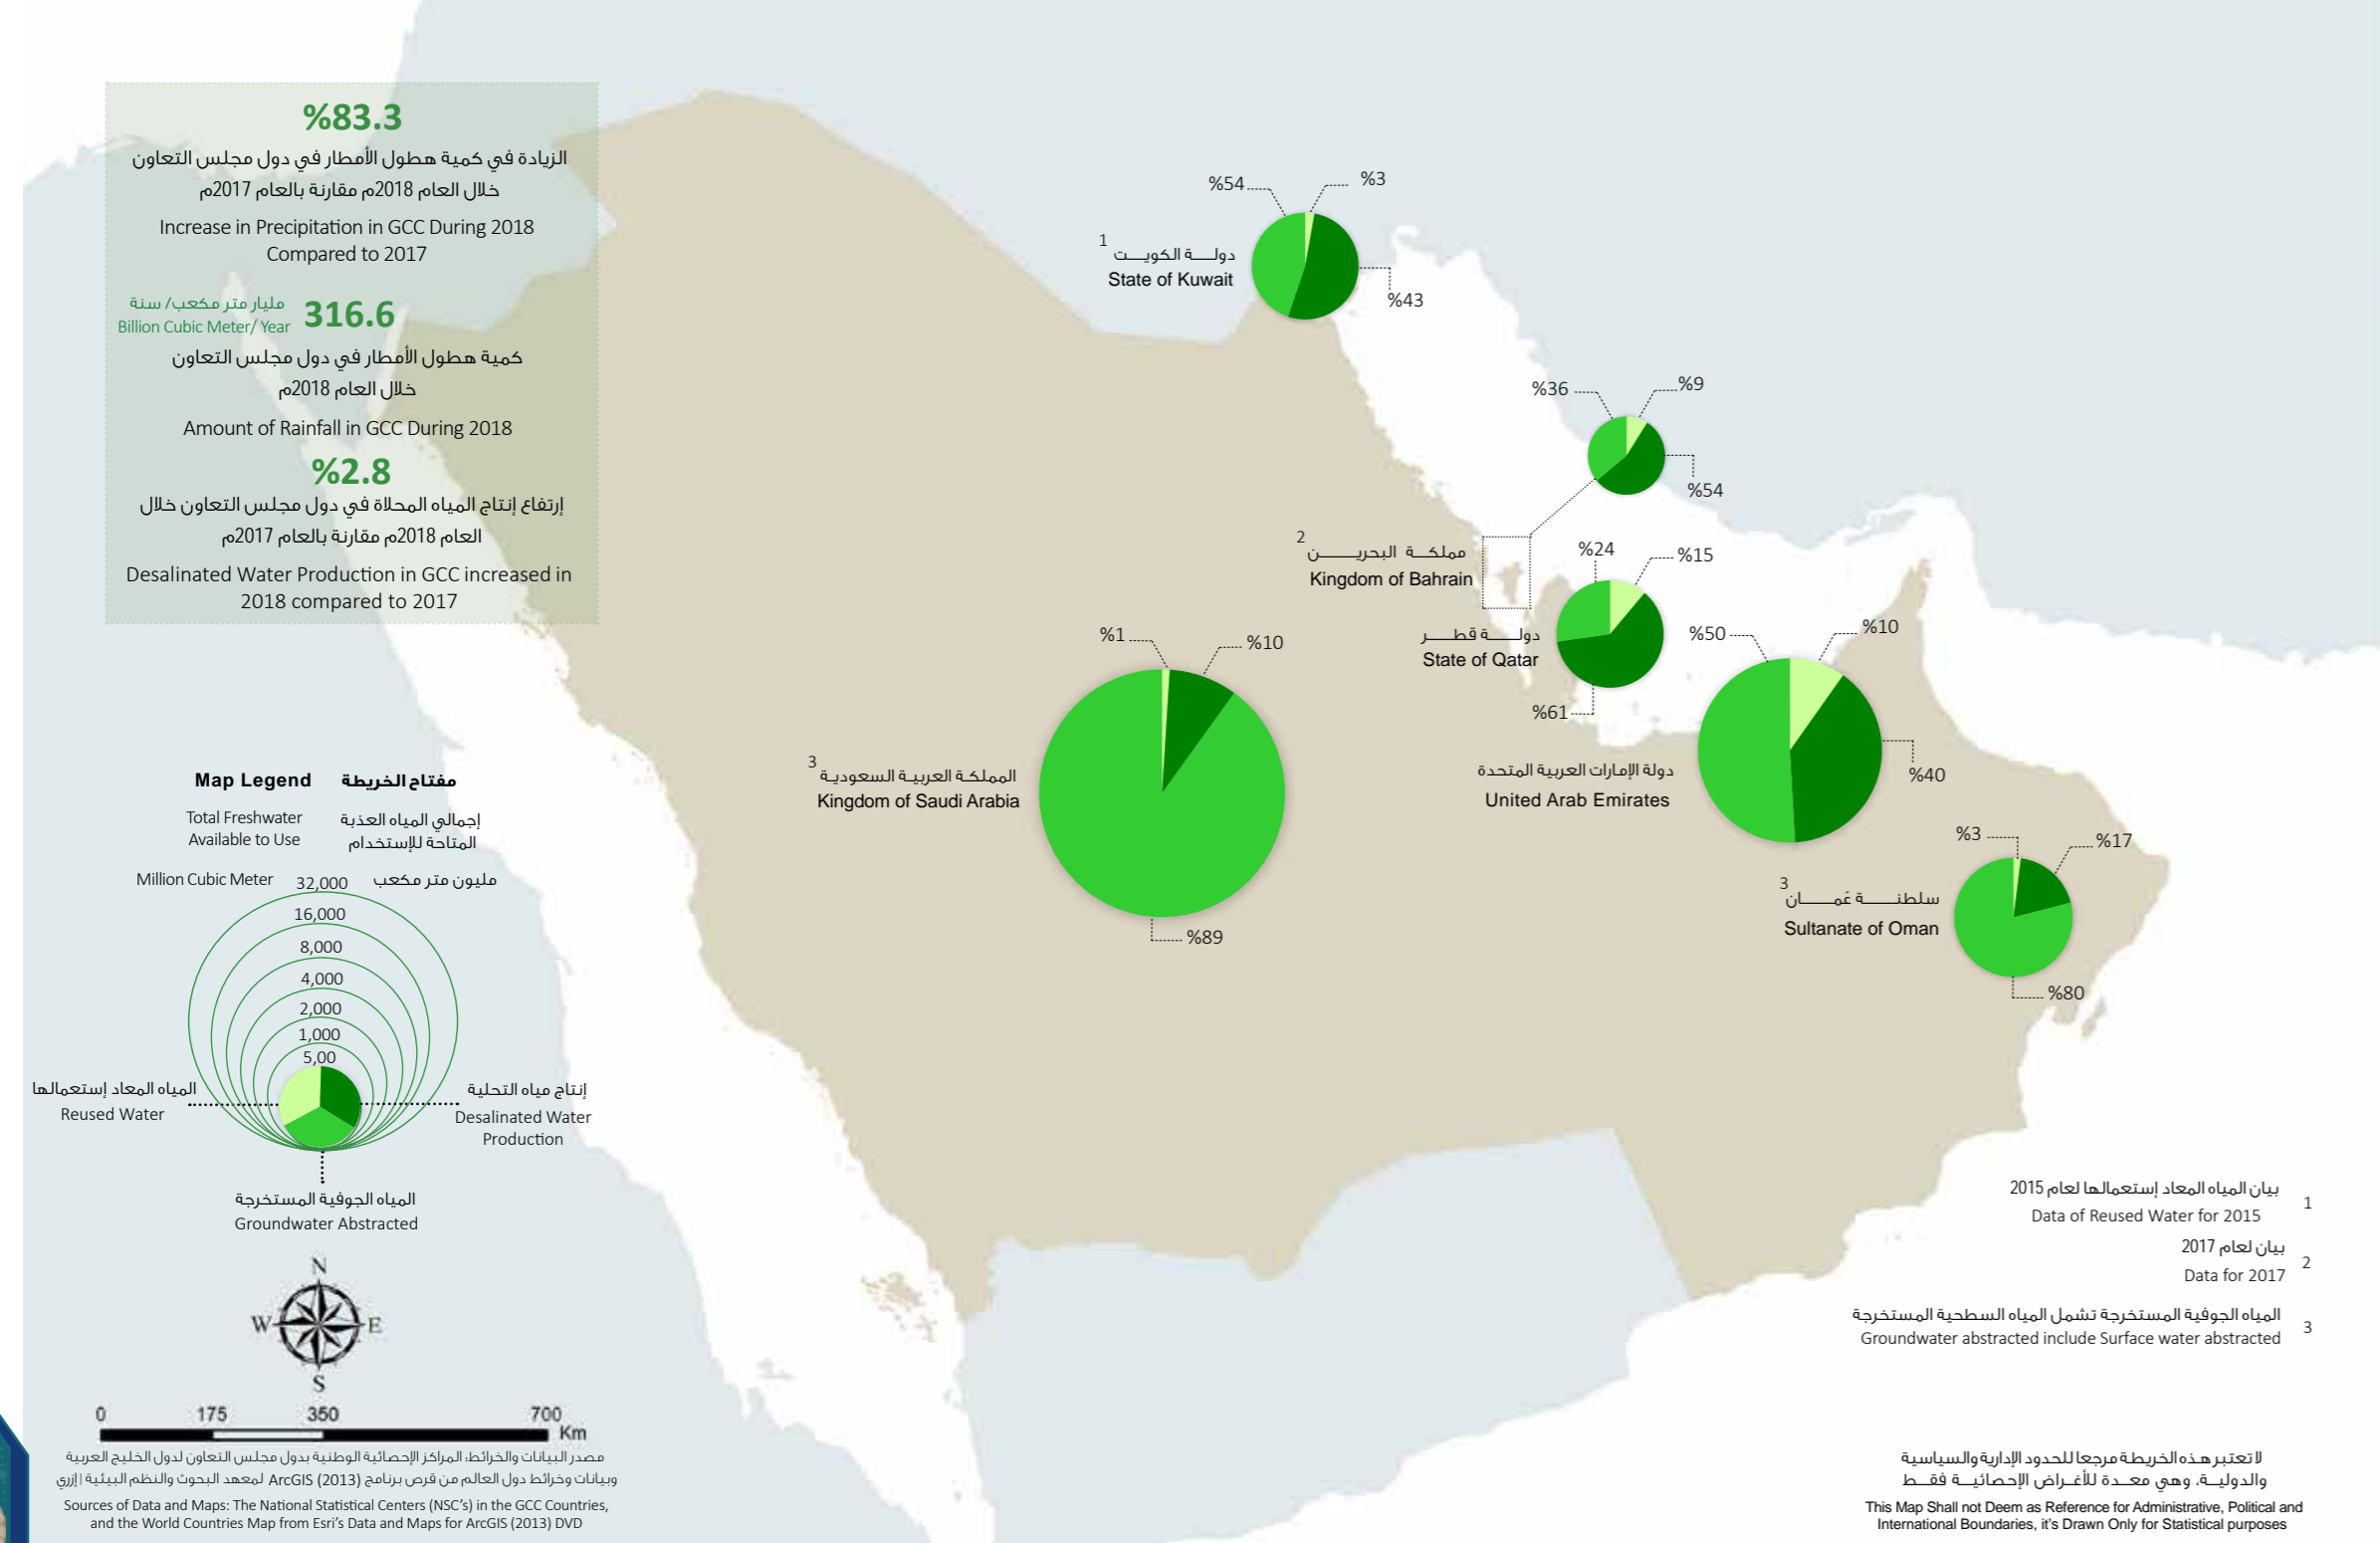 %83.3
الزيادة في كمية هطول الأمطار في دول مجلس التعاون
خلال العام 2018م مقارنة بالعام 2017م
Increase in Precipitation in GCC During 2018
Compared to 2017
316.6
مليار متر مكعب/ سنة
Billion Cubic Meter/ Year
كمية هطول الأمطار في دول مجلس التعاون
خلال العام 2018م
Amount of Rainfall in GCC During 2018
%2.8
إرتفاع إنتاج المياه المحلاة في دول مجلس التعاون خلال
العام 2018م مقارنة بالعام 2017م
Desalinated Water Production in GCC increased in
2018 compared to 2017
%54
%3
%43
دولـــــة الكويـــت 1
State of Kuwait
%36
%9
%54
مملكـــة البحريـــــــن 2
Kingdom of Bahrain
%24
%15
%61
دولـــــــة قطـــــر
State of Qatar
%50
%10
%40
دولة الإمارات العربية المتحدة
United Arab Emirates
%1
%10
%89
المملكـة العربيـة السعوديـة 3
Kingdom of Saudi Arabia
%3
%17
%80
سلطنـــــــة عُمـــــان 3
Sultanate of Oman
Map Legend مفتاح الخريطة
Total Freshwater
Available to Use
إجمالي المياه العذبة
المتاحة للإستخدام
Million Cubic Meter
مليون متر مكعب
32,000
16,000
8,000
4,000
2,000
1,000
5,00
المياه المعاد إستعمالها
Reused Water
إنتاج مياه التحلية
Desalinated Water
Production
المياه الجوفية المستخرجة
Groundwater Abstracted
N
W
E
S
0 175 350 700
Km
مصدر البيانات والخرائط: المراكز الإحصائية الوطنية بدول مجلس التعاون لدول الخليج العربية
وبيانات وخرائط دول العالم من قرص برنامج ArcGIS (2013) لمعهد البحوث والنظم البيئية | إزري
Sources of Data and Maps: The National Statistical Centers (NSC's) in the GCC Countries,
and the World Countries Map from Esri's Data and Maps for ArcGIS (2013) DVD
بيان المياه المعاد إستعمالها لعام 2015
1
Data of Reused Water for 2015
بيان لعام 2017
2
Data for 2017
المياه الجوفية المستخرجة تشمل المياه السطحية المستخرجة
3
Groundwater abstracted include Surface water abstracted
لا تعتبر هذه الخريطة مرجعا للحدود الإدارية والسياسية
والدوليـــة، وهي معـــدة للأغـــراض الإحصائيـــة فقـــط
This Map Shall not Deem as Reference for Administrative, Political and
International Boundaries, it's Drawn Only for Statistical purposes